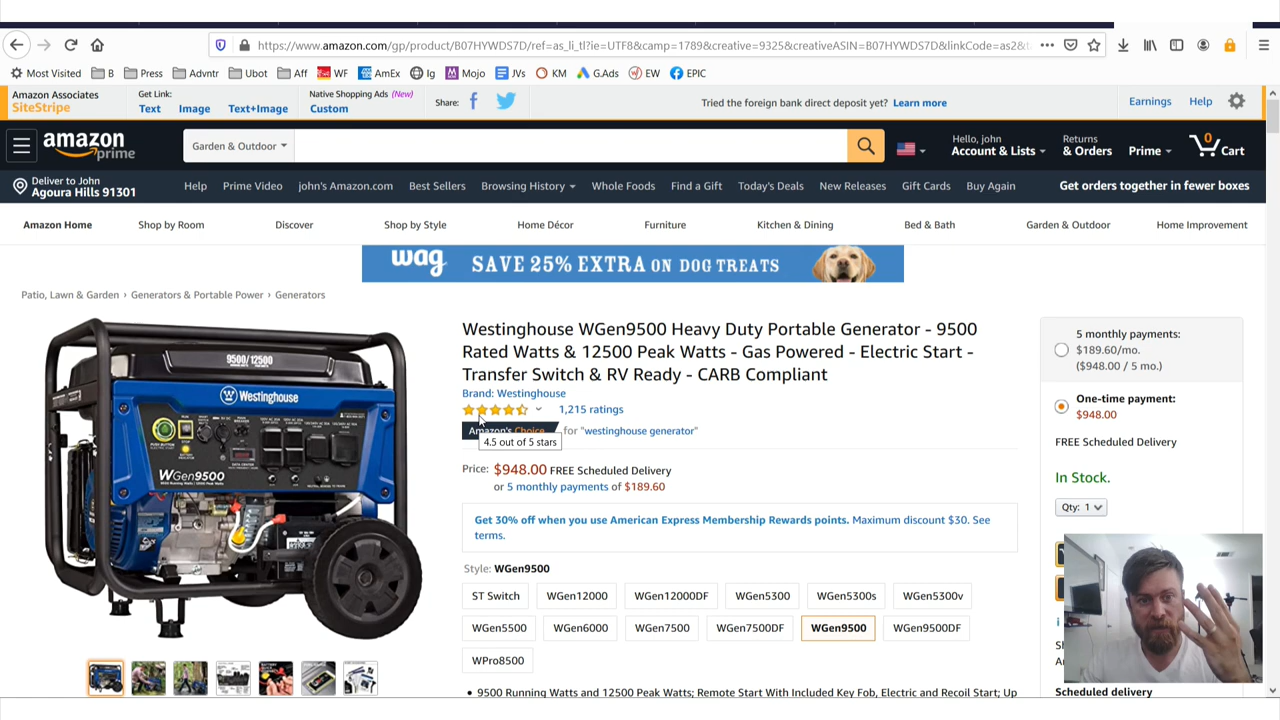 https://www.amazon.com/gp/product/B07HYWDS7D/ref=as_li_tl?ie=UTF8&camp=1789&creative=9325&creativeASIN=B07HYWDS7D&linkCode=as2&t
Most Visited B Press Advntr Ubot Aff WF AmEx Ig Mojo JVs KM G.Ads EW EPIC
Amazon Associates
SiteStripe
Get Link:
Text Image Text+Image
Native Shopping Ads (New)
Custom
Share:
Tried the foreign bank direct deposit yet? Learn more
Earnings Help
amazon
prime
Garden & Outdoor
Hello, john
Account & Lists
Returns
& Orders
Prime
0
Cart
Deliver to John
Agoura Hills 91301
Help Prime Video john's Amazon.com Best Sellers Browsing History Whole Foods Find a Gift Today's Deals New Releases Gift Cards Buy Again
Get orders together in fewer boxes
Amazon Home Shop by Room Discover Shop by Style Home Décor Furniture Kitchen & Dining Bed & Bath Garden & Outdoor Home Improvement
wag SAVE 25% EXTRA ON DOG TREATS
Patio, Lawn & Garden › Generators & Portable Power › Generators
9500/12500
Westinghouse
WGen9500
Westinghouse WGen9500 Heavy Duty Portable Generator - 9500
Rated Watts & 12500 Peak Watts - Gas Powered - Electric Start -
Transfer Switch & RV Ready - CARB Compliant
Brand: Westinghouse
1,215 ratings
Amazon's Choice for "westinghouse generator"
4.5 out of 5 stars
Price: $948.00 FREE Scheduled Delivery
or 5 monthly payments of $189.60
Get 30% off when you use American Express Membership Rewards points. Maximum discount $30. See
terms.
Style: WGen9500
ST Switch WGen12000 WGen12000DF WGen5300 WGen5300s WGen5300v
WGen5500 WGen6000 WGen7500 WGen7500DF WGen9500 WGen9500DF
WPro8500
• 9500 Running Watts and 12500 Peak Watts; Remote Start With Included Key Fob, Electric and Recoil Start; Up
5 monthly payments:
$189.60/mo.
($948.00 / 5 mo.)
One-time payment:
$948.00
FREE Scheduled Delivery
In Stock.
Qty: 1
Scheduled delivery